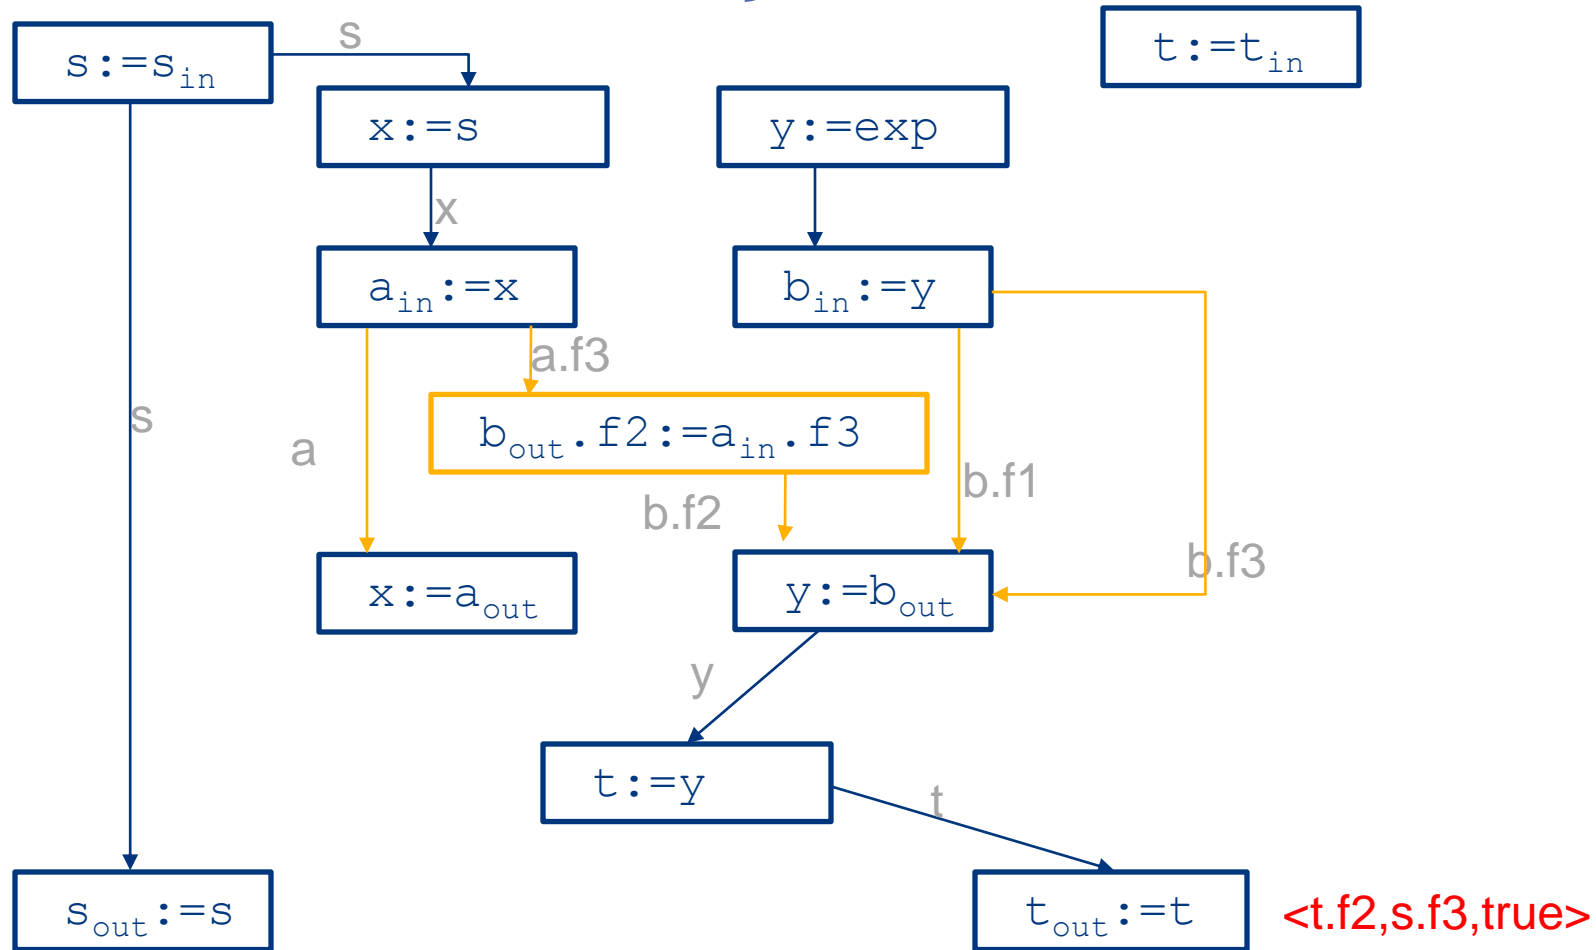 s
s:=s_in
t:=t_in
x:=s
y:=exp
x
a_in:=x
b_in:=y
a.f3
s
a
b_out.f2:=a_in.f3
b.f1
b.f2
b.f3
x:=a_out
y:=b_out
y
t:=y
t
s_out:=s
t_out:=t
<t.f2,s.f3,true>